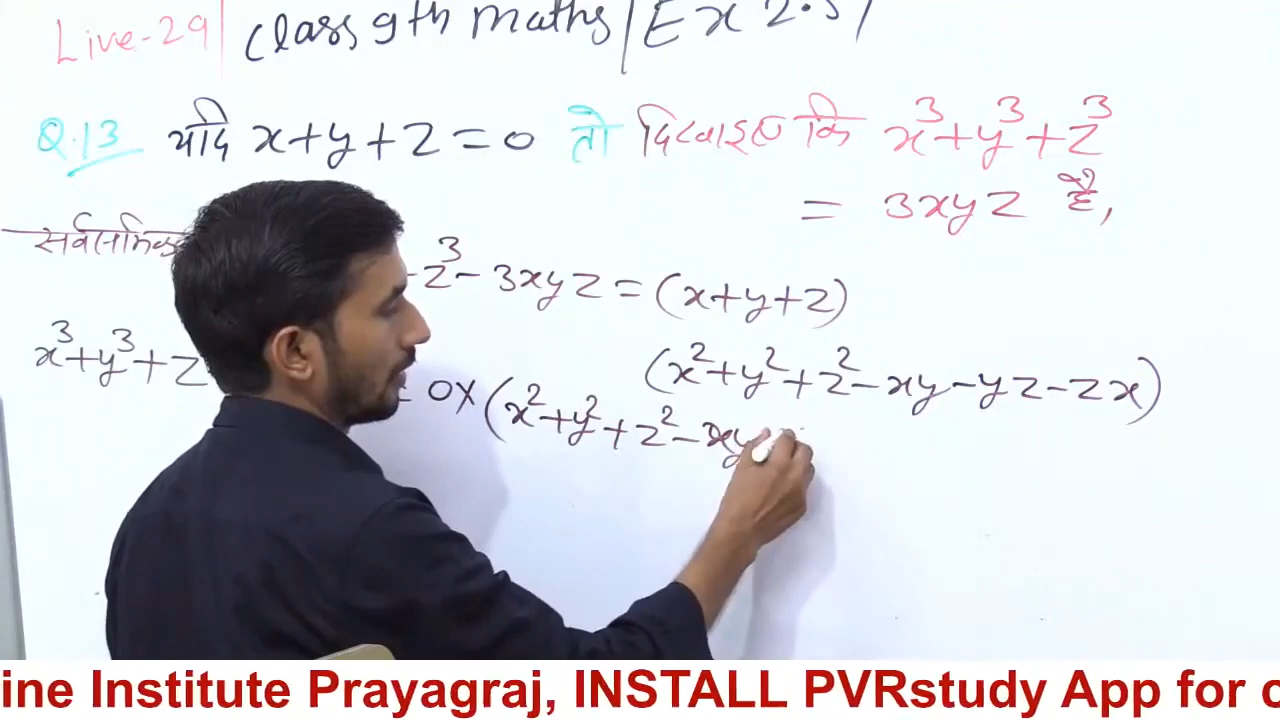 Live-29 | Class 9th maths / Ex 2.5 /
Q.13 यदि x+y+z=0 तो दिखाइए कि x³+y³+z³
= 3xyz है,
सर्वसमिका z³-3xyz = (x+y+z)
(x²+y²+z²-xy-yz-zx)
x³+y³+z = 0× (x²+y²+z²-xy
ine Institute Prayagraj, INSTALL PVRstudy App for